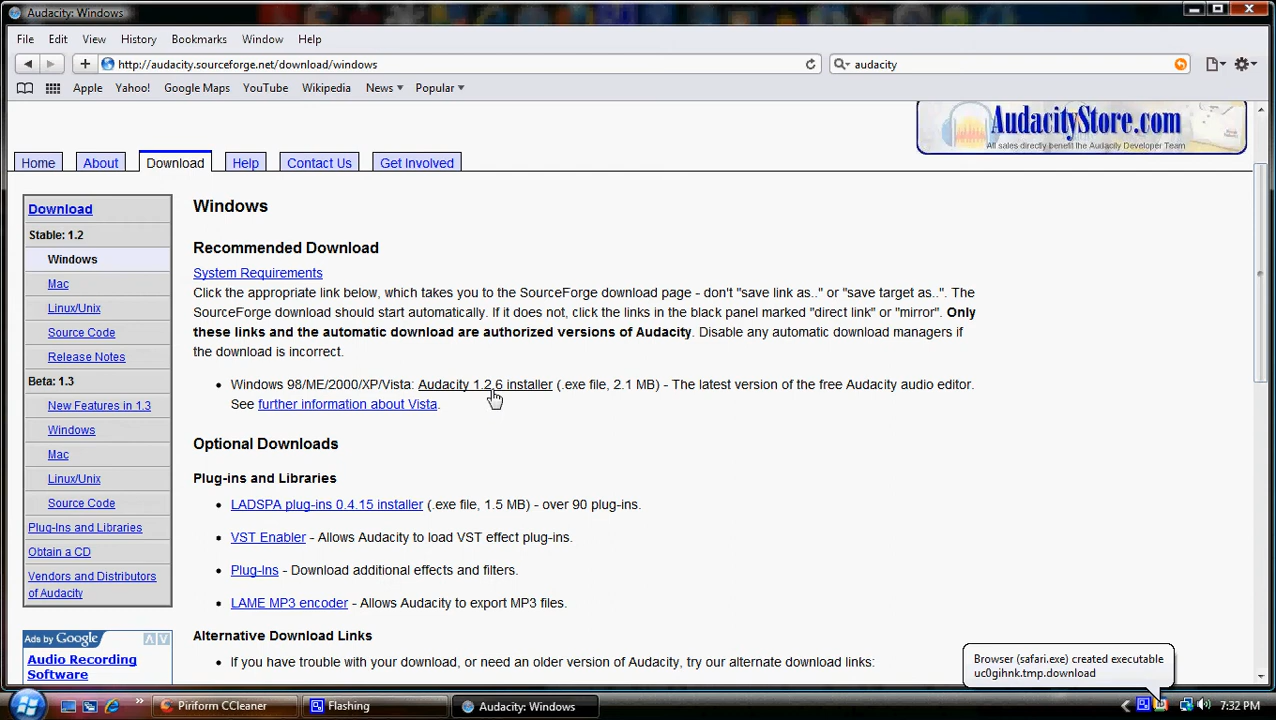 Audacity: Windows
File Edit View History Bookmarks Window Help
http://audacity.sourceforge.net/download/windows
audacity
Apple Yahoo! Google Maps YouTube Wikipedia News Popular
AudacityStore.com
All sales directly benefit the Audacity Developer Team
Home About Download Help Contact Us Get Involved
Download
Stable: 1.2
Windows
Mac
Linux/Unix
Source Code
Release Notes
Beta: 1.3
New Features in 1.3
Windows
Mac
Linux/Unix
Source Code
Plug-Ins and Libraries
Obtain a CD
Vendors and Distributors
of Audacity
Ads by Google
Audio Recording
Software
Windows
Recommended Download
System Requirements
Click the appropriate link below, which takes you to the SourceForge download page - don't "save link as.." or "save target as..". The
SourceForge download should start automatically. If it does not, click the links in the black panel marked "direct link" or "mirror". Only
these links and the automatic download are authorized versions of Audacity. Disable any automatic download managers if
the download is incorrect.
• Windows 98/ME/2000/XP/Vista: Audacity 1.2.6 installer (.exe file, 2.1 MB) - The latest version of the free Audacity audio editor.
See further information about Vista.
Optional Downloads
Plug-ins and Libraries
• LADSPA plug-ins 0.4.15 installer (.exe file, 1.5 MB) - over 90 plug-ins.
• VST Enabler - Allows Audacity to load VST effect plug-ins.
• Plug-Ins - Download additional effects and filters.
• LAME MP3 encoder - Allows Audacity to export MP3 files.
Alternative Download Links
• If you have trouble with your download, or need an older version of Audacity, try our alternate download links:
Browser (safari.exe) created executable
uc0gihnk.tmp.download
Piriform CCleaner Flashing Audacity: Windows 7:32 PM